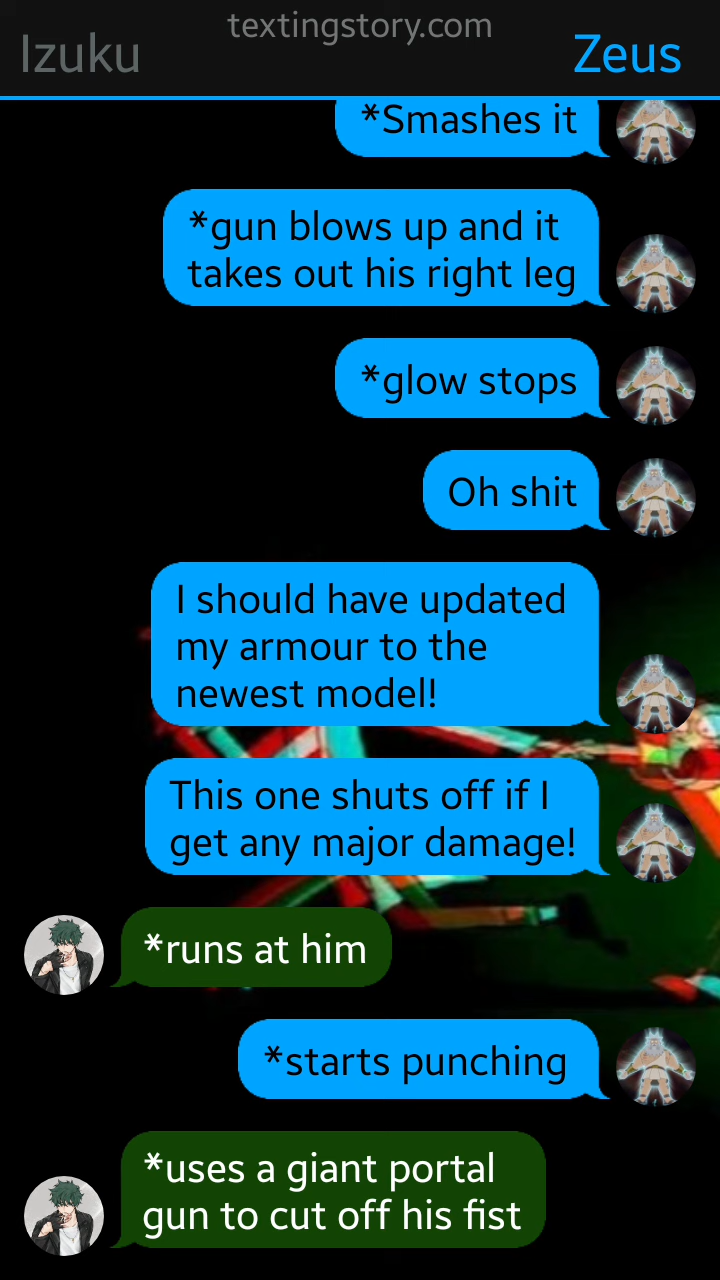 textingstory.com
Izuku
Zeus
*Smashes it
*gun blows up and it
takes out his right leg
*glow stops
Oh shit
I should have updated
my armour to the
newest model!
This one shuts off if I
get any major damage!
*runs at him
*starts punching
*uses a giant portal
gun to cut off his fist